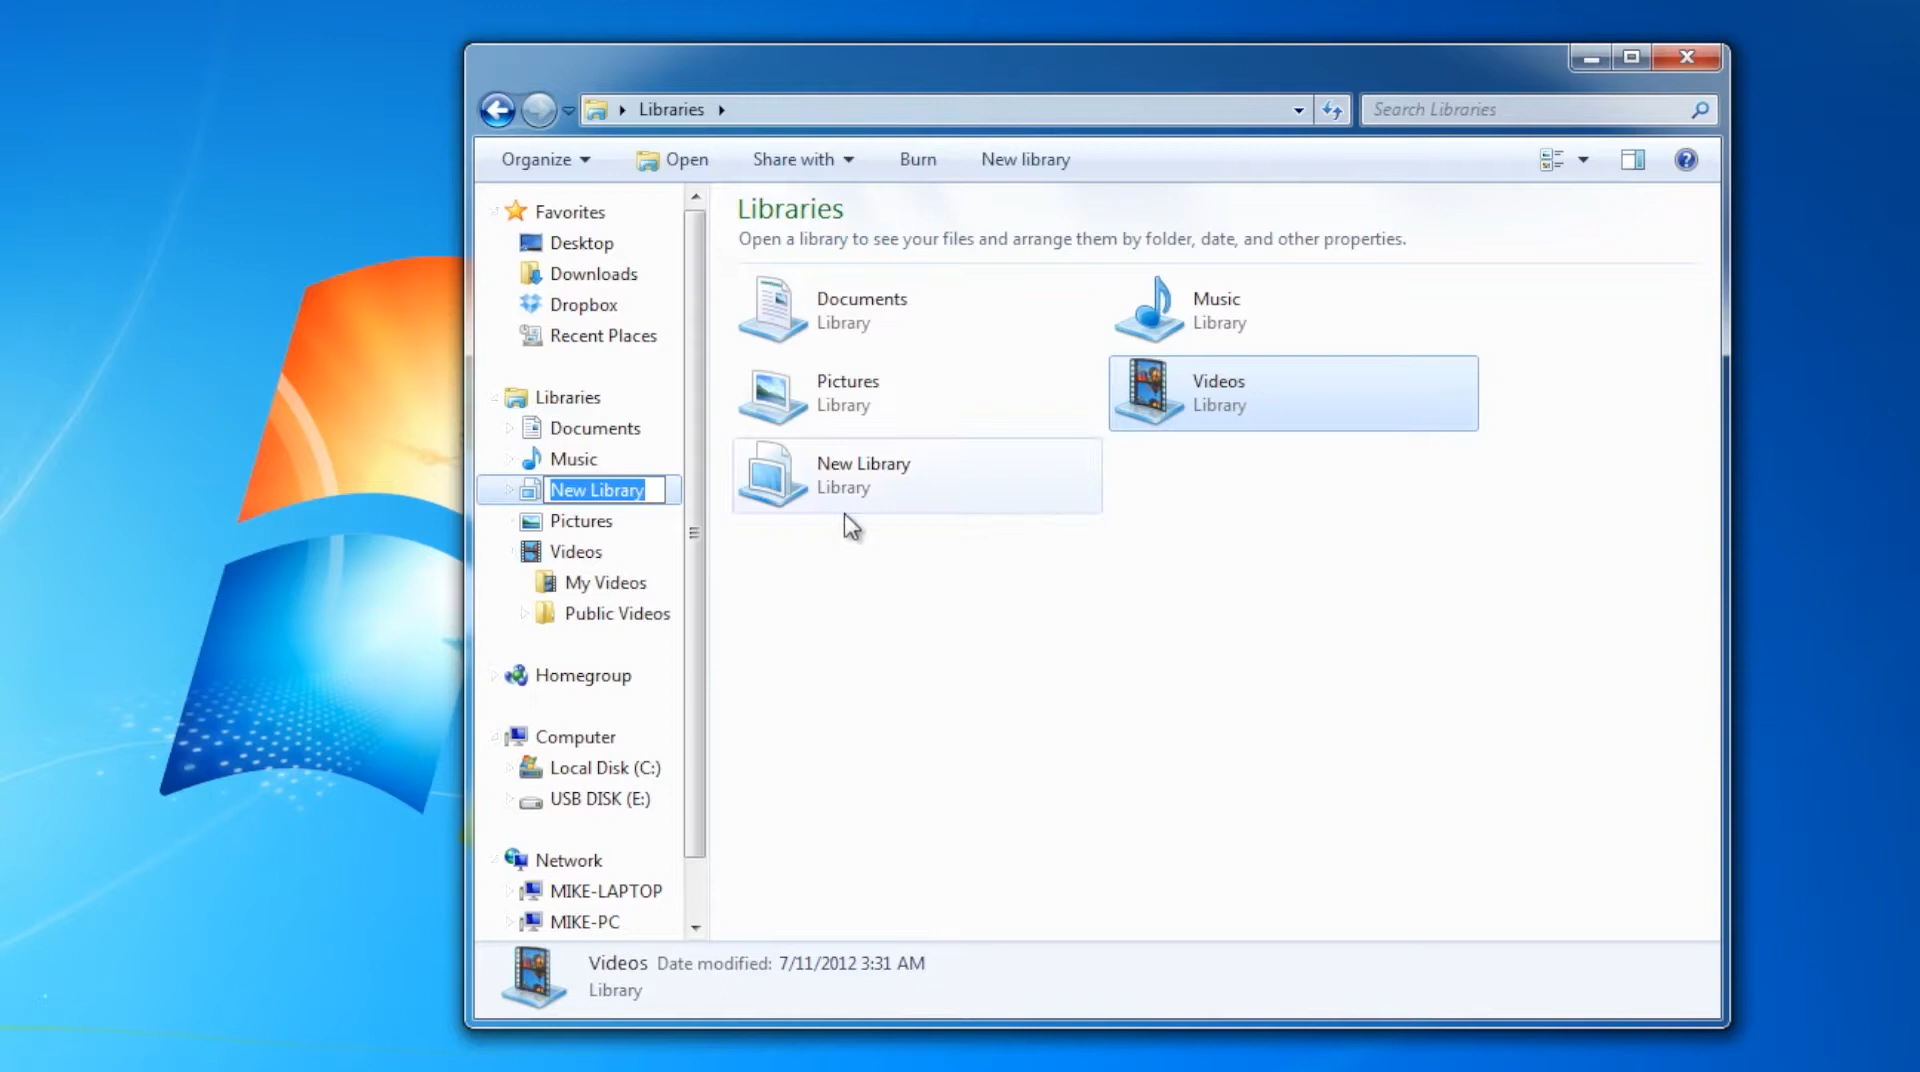 Libraries
Search Libraries
Organize
Open
Share with
Burn
New library
Favorites
Desktop
Downloads
Dropbox
Recent Places
Libraries
Documents
Music
New Library
Pictures
Videos
My Videos
Public Videos
Homegroup
Computer
Local Disk (C:)
USB DISK (E:)
Network
MIKE-LAPTOP
MIKE-PC
Libraries
Open a library to see your files and arrange them by folder, date, and other properties.
Documents
Library
Music
Library
Pictures
Library
Videos
Library
New Library
Library
Videos Date modified: 7/11/2012 3:31 AM
Library